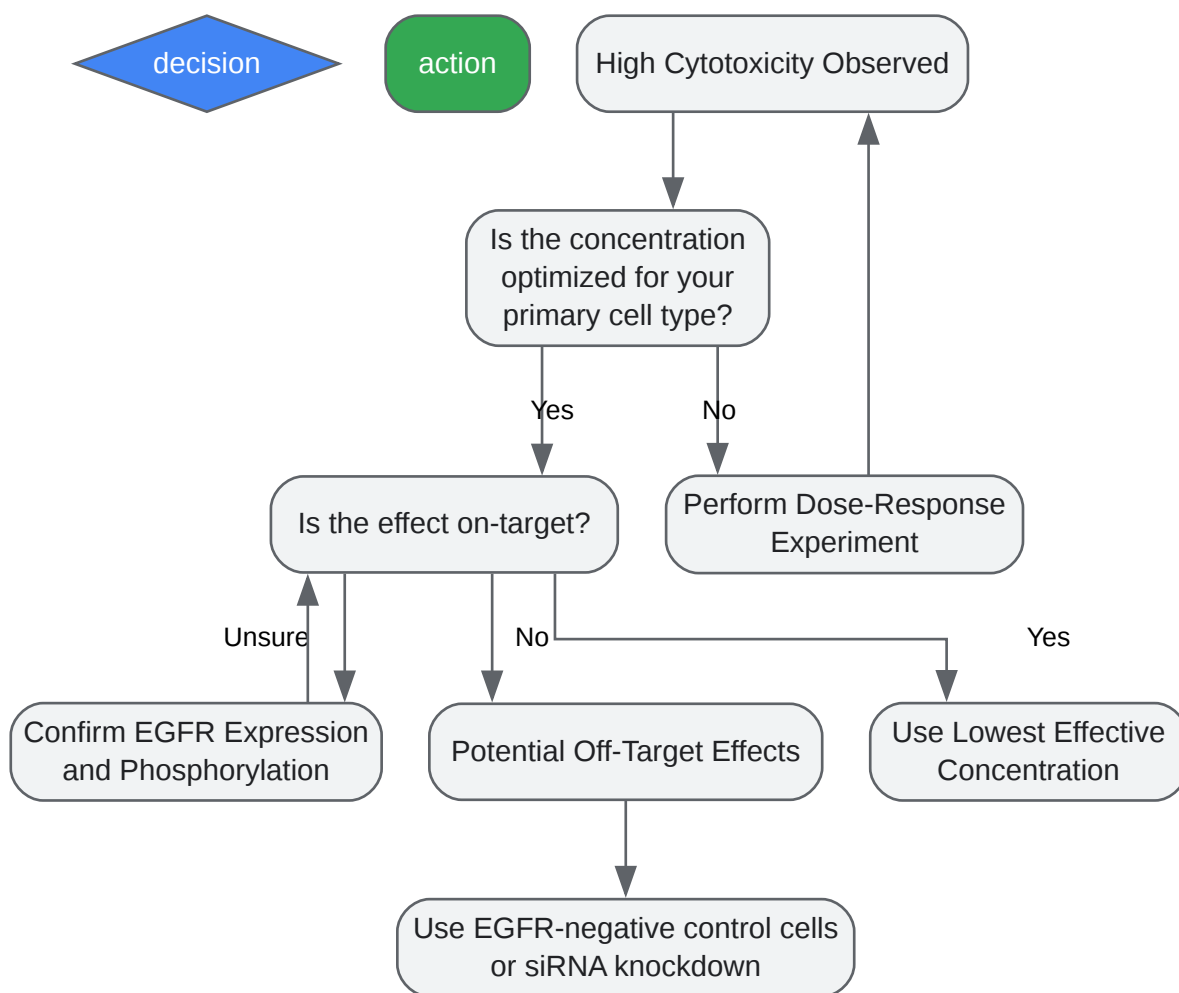 decision
action
High Cytotoxicity Observed
Is the concentration
optimized for your
primary cell type?
Yes
No
Is the effect on-target?
Perform Dose-Response
Experiment
Unsure
No
Yes
Confirm EGFR Expression
and Phosphorylation
Potential Off-Target Effects
Use Lowest Effective
Concentration
Use EGFR-negative control cells
or siRNA knockdown